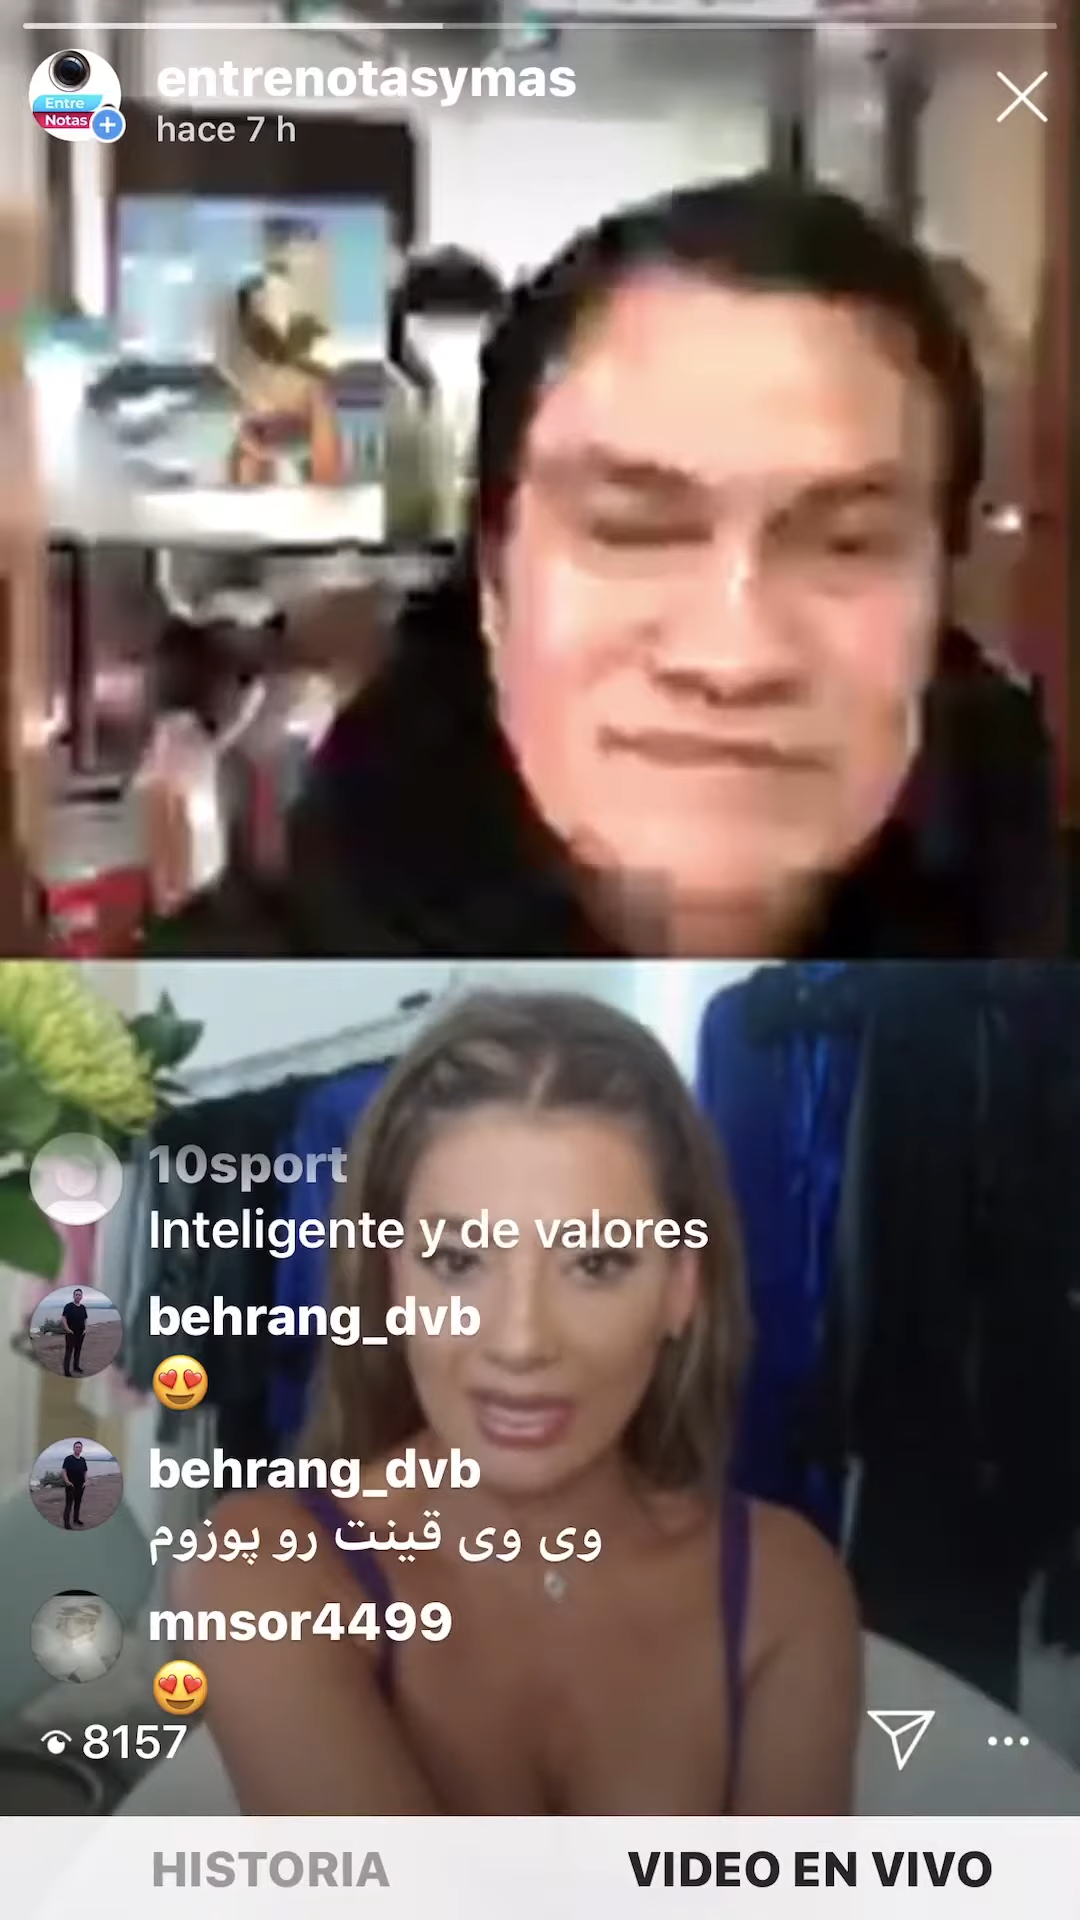 Entre
Notas
entrenotasymas
hace 7 h
10sport
Inteligente y de valores
behrang_dvb
😍
behrang_dvb
وی وی قینت رو پوزوم
mnsor4499
😍
8157
HISTORIA
VIDEO EN VIVO